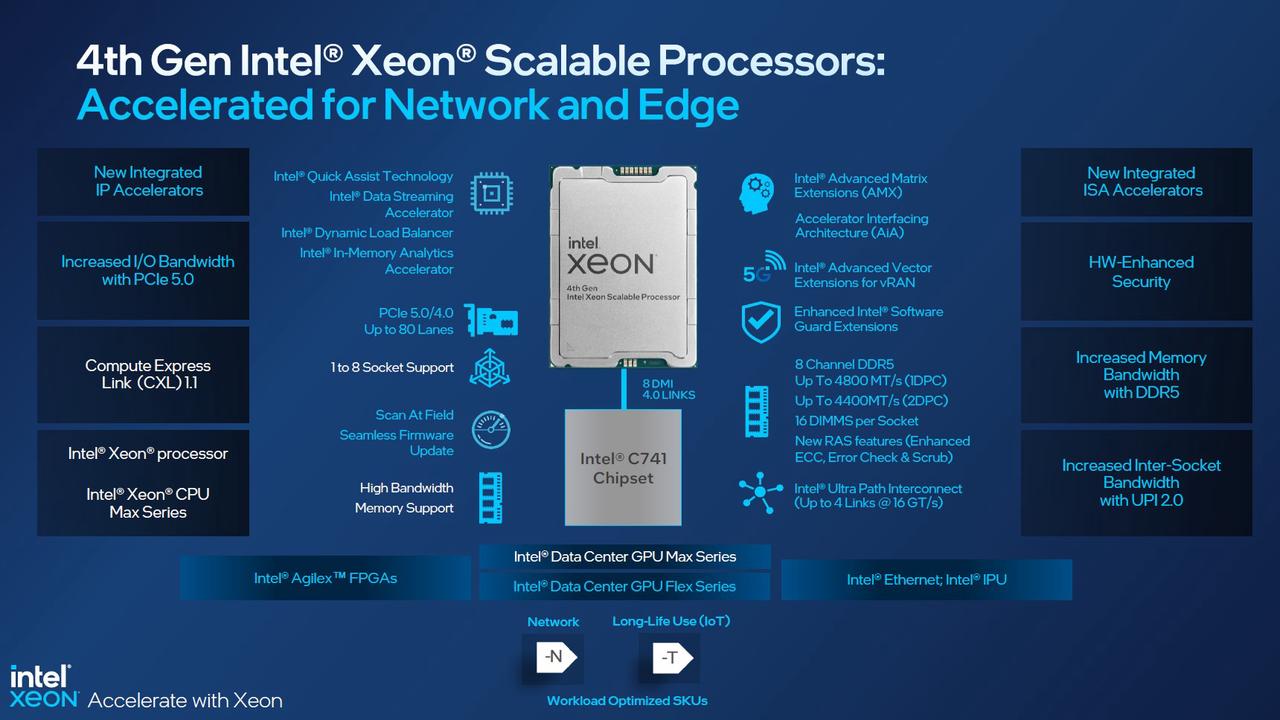 4th Gen Intel® Xeon® Scalable Processors:
Accelerated for Network and Edge
New Integrated
IP Accelerators
Increased I/O Bandwidth
with PCIe 5.0
Compute Express
Link (CXL) 1.1
Intel® Xeon® processor
Intel® Xeon® CPU
Max Series
Intel® Quick Assist Technology
Intel® Data Streaming
Accelerator
Intel® Dynamic Load Balancer
Intel® In-Memory Analytics
Accelerator
PCIe 5.0/4.0
Up to 80 Lanes
1 to 8 Socket Support
Scan At Field
Seamless Firmware
Update
High Bandwidth
Memory Support
intel
xeon
4th Gen
Intel Xeon Scalable Processor
8 DMI
4.0 LINKS
Intel® C741
Chipset
Intel® Advanced Matrix
Extensions (AMX)
Accelerator Interfacing
Architecture (AiA)
5G
Intel® Advanced Vector
Extensions for vRAN
Enhanced Intel® Software
Guard Extensions
8 Channel DDR5
Up To 4800 MT/s (1DPC)
Up To 4400MT/s (2DPC)
16 DIMMS per Socket
New RAS features (Enhanced
ECC, Error Check & Scrub)
Intel® Ultra Path Interconnect
(Up to 4 Links @ 16 GT/s)
New Integrated
ISA Accelerators
HW-Enhanced
Security
Increased Memory
Bandwidth
with DDR5
Increased Inter-Socket
Bandwidth
with UPI 2.0
Intel® Agilex™ FPGAs
Intel® Data Center GPU Max Series
Intel® Data Center GPU Flex Series
Intel® Ethernet; Intel® IPU
Network
Long-Life Use (IoT)
-N
-T
Workload Optimized SKUs
intel®
xeon
Accelerate with Xeon